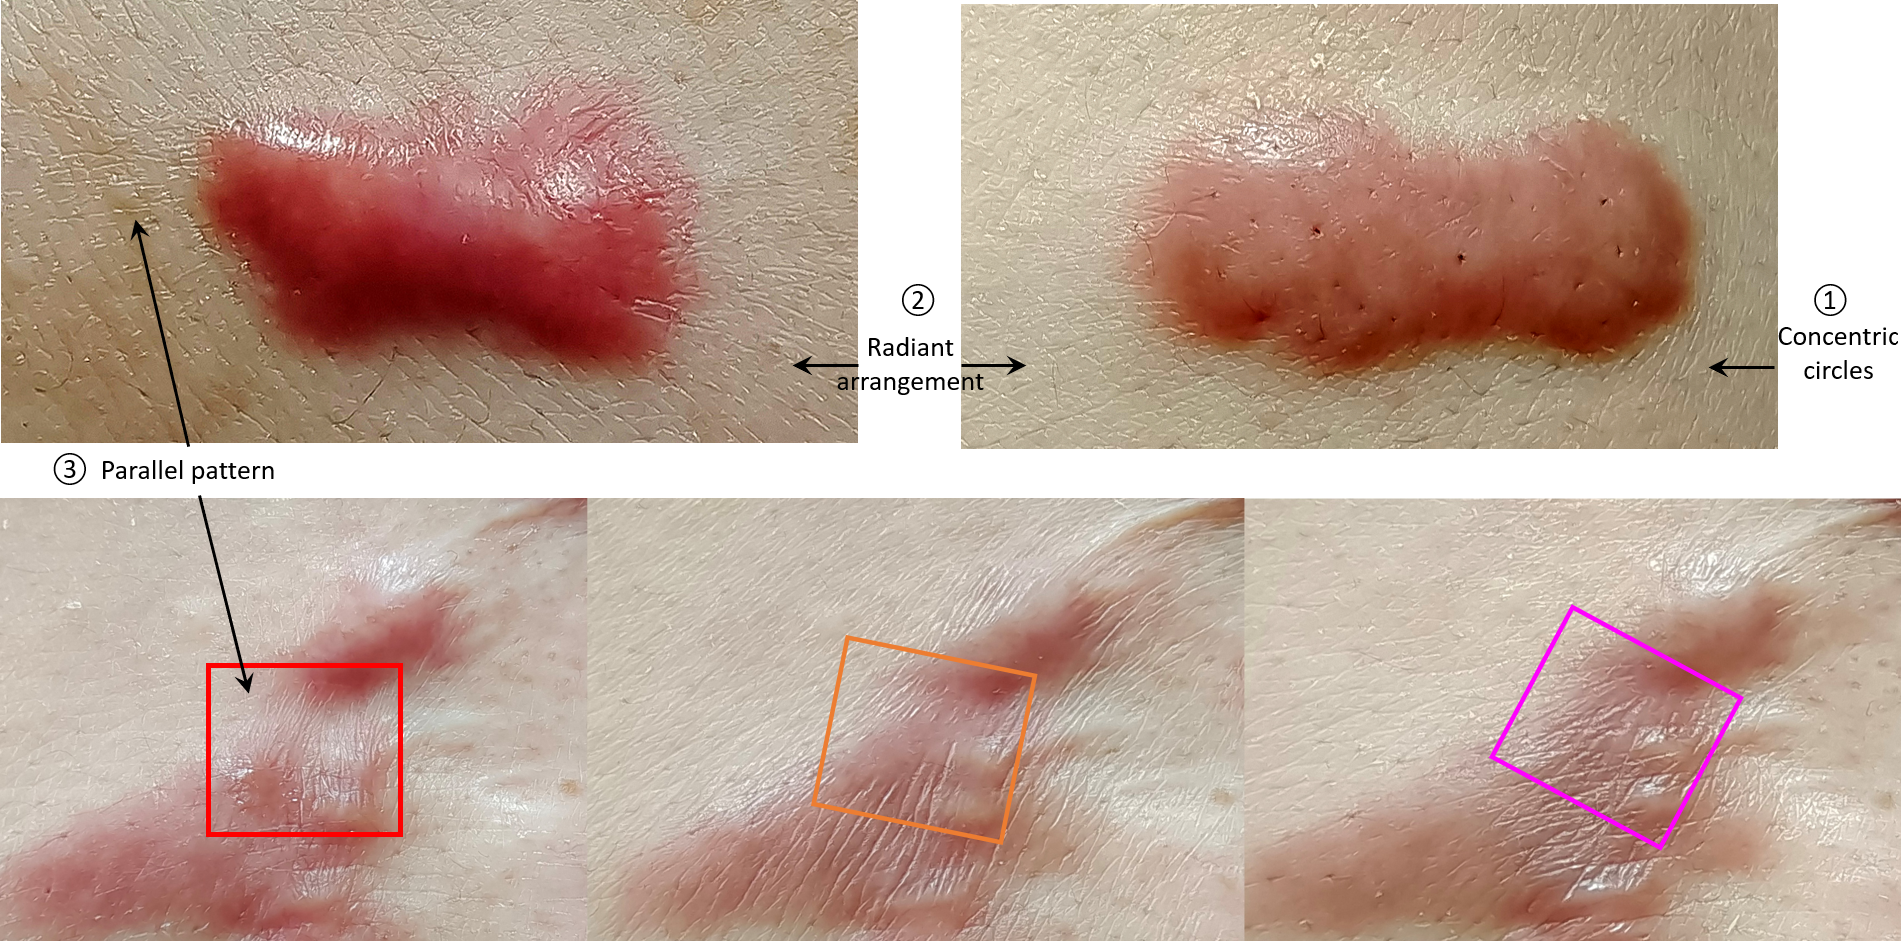 ②
Radiant
arrangement
①
Concentric
circles
③ Parallel pattern